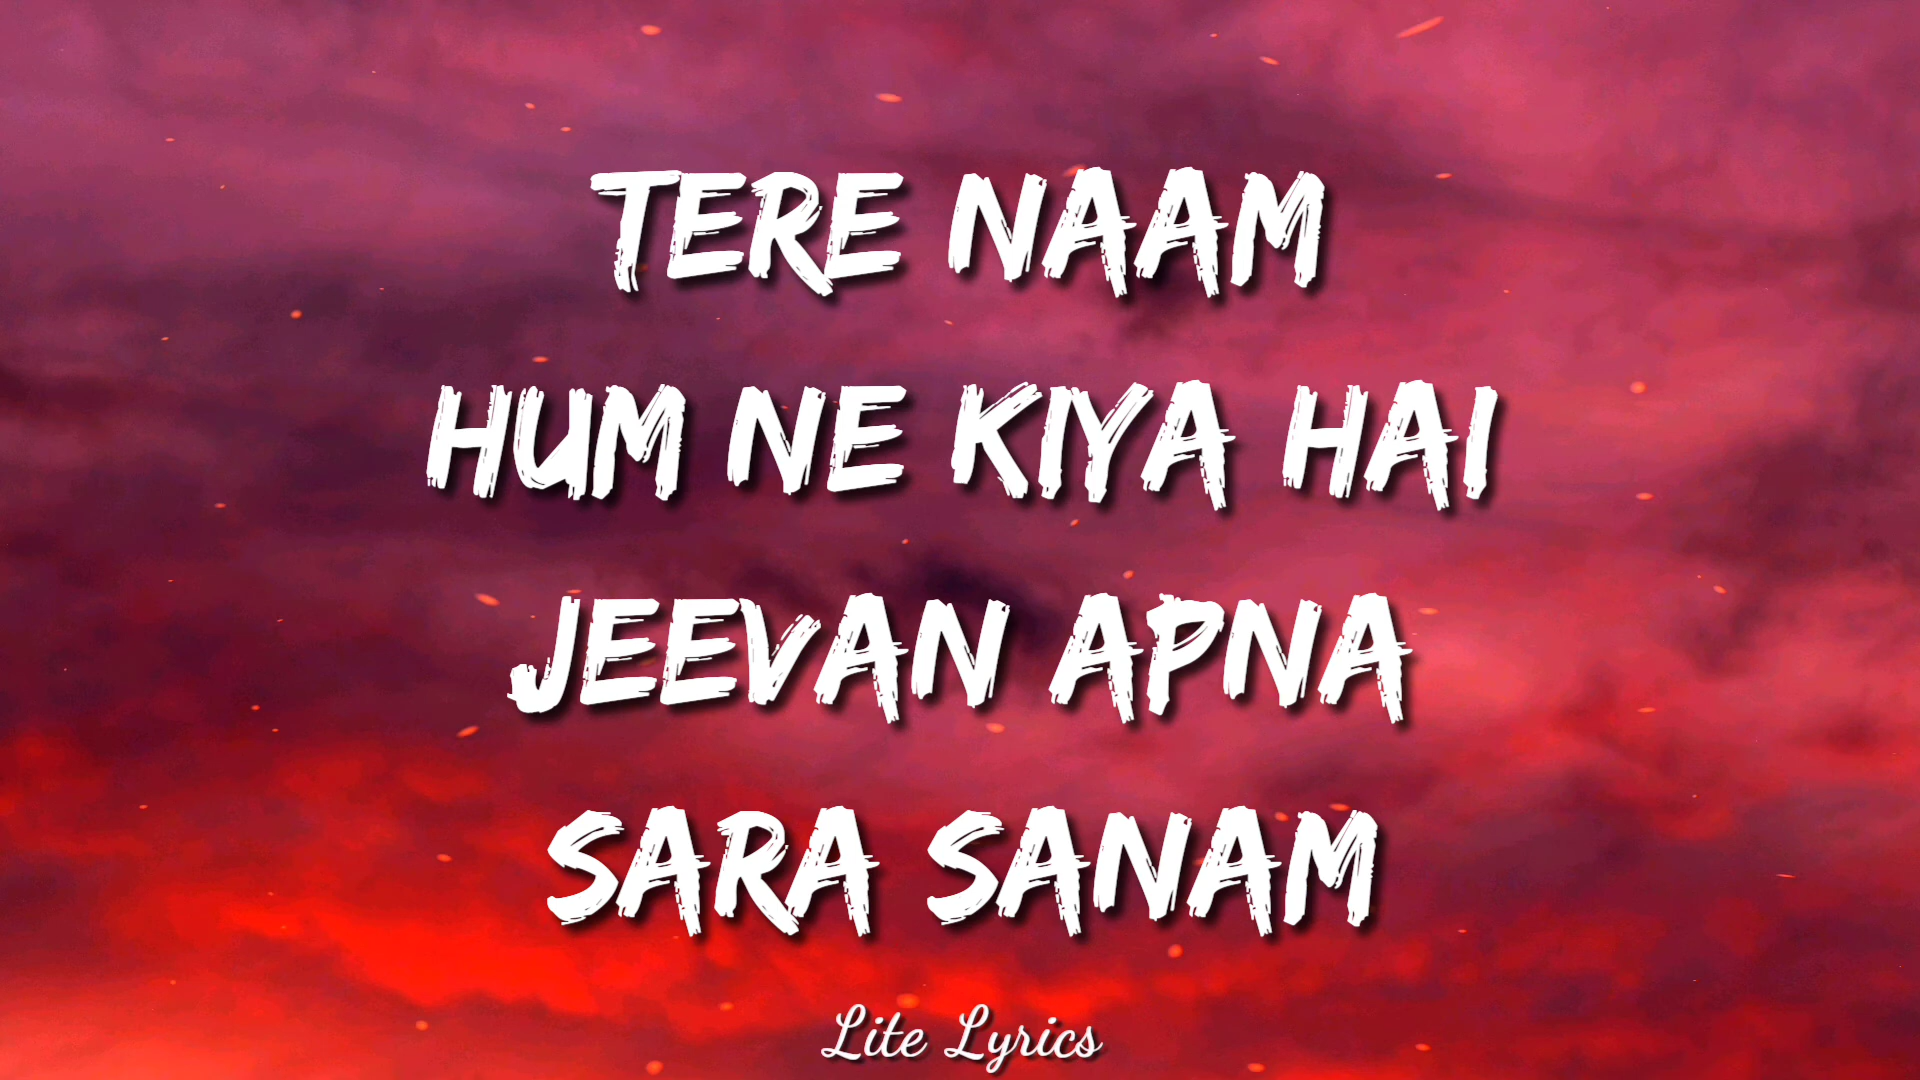 TERE NAAM
HUM NE KIYA HAI
JEEVAN APNA
SARA SANAM
Lite Lyrics